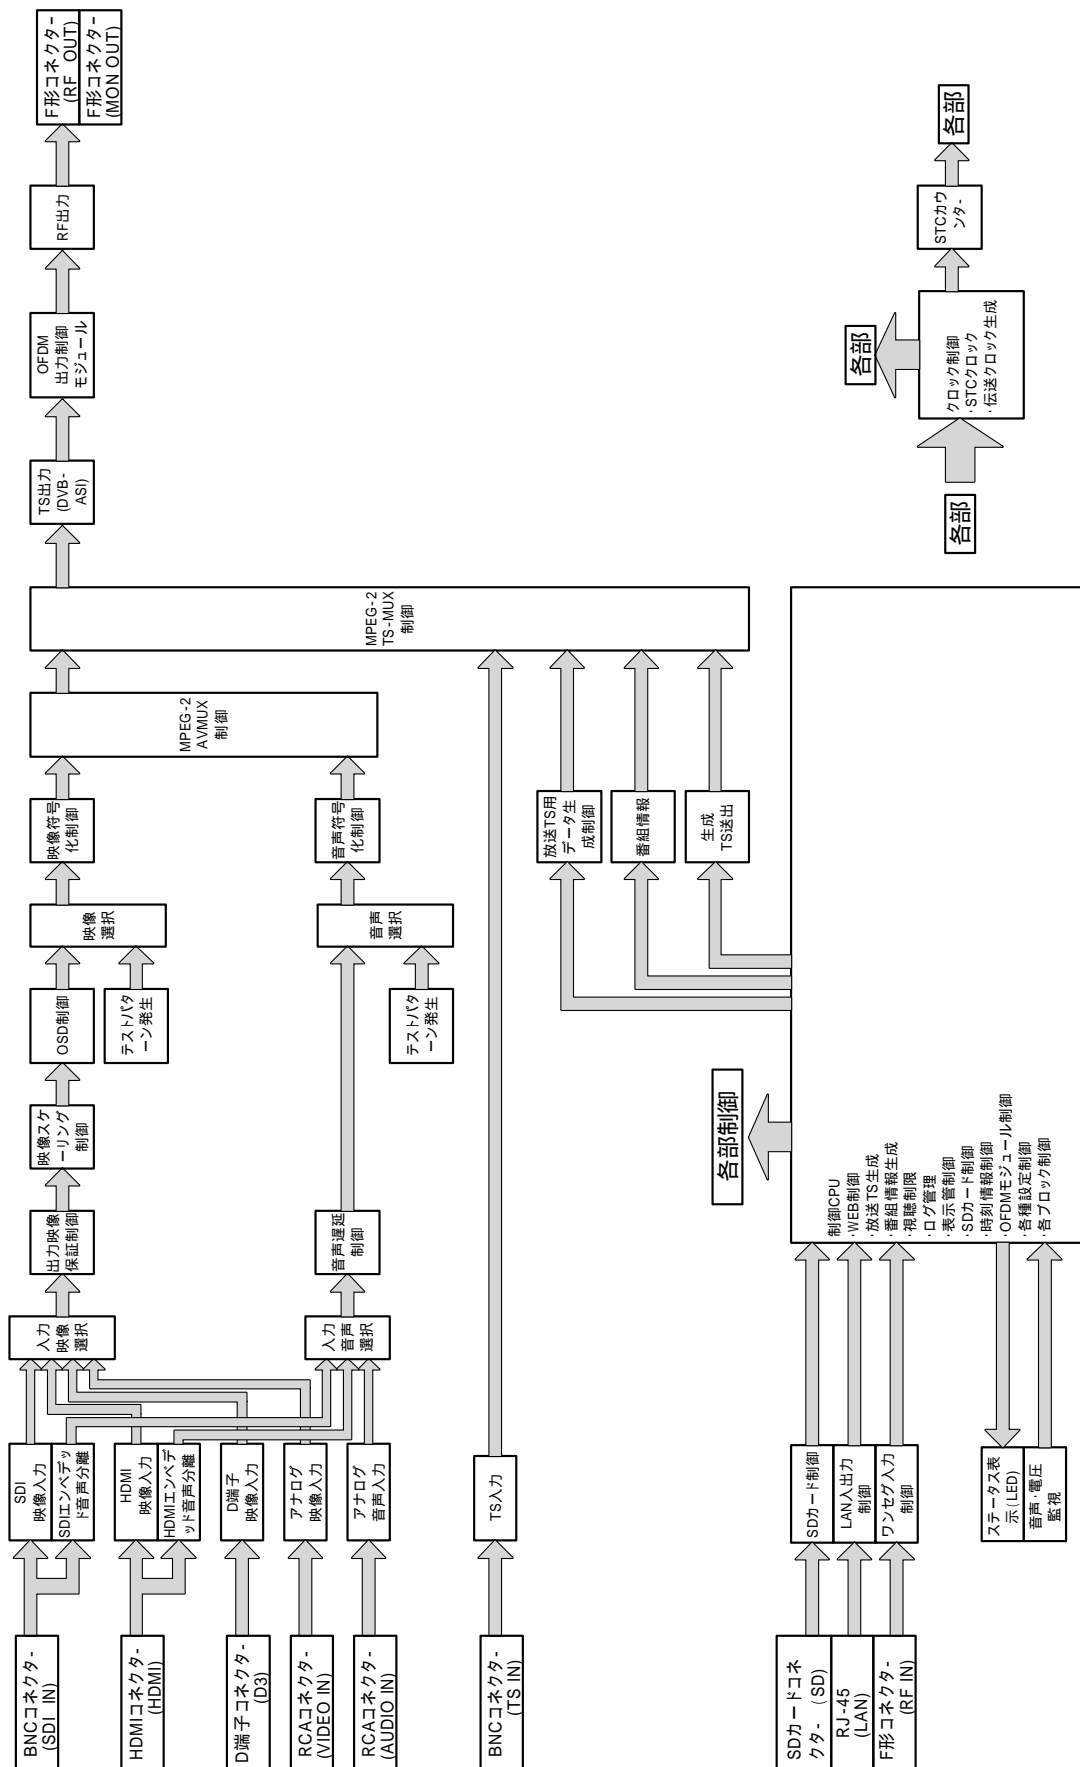 BNCコネクター
(SDI IN)
HDMIコネクター
(HDMI)
D端子コネクター
(D3)
RCAコネクター
(VIDEO IN)
RCAコネクター
(AUDIO IN)
BNCコネクター
(TS IN)
SDカードコネ
クター (SD)
RJ-45
(LAN)
F形コネクター
(RF IN)
SDI
映像入力
SDIエンベデッ
ド音声分離
HDMI
映像入力
HDMIエンベデ
ッド音声分離
D端子
映像入力
アナログ
映像入力
アナログ
音声入力
TS入力
SDカード制御
LAN入出力
制御
ワンセグ入力
制御
ステータス表
示(LED)
音声・電圧
監視
入力
映像
選択
入力
音声
選択
出力映像
保証制御
音声遅延
制御
映像スケ
ーリング
制御
OSD制御
テストパタ
ーン発生
テストパタ
ーン発生
映像
選択
音声
選択
映像符号
化制御
音声符号
化制御
放送TS用
データ生
成制御
番組情報
生成
TS送出
MPEG-2
AVMUX
制御
MPEG-2
TS-MUX
制御
各部制御
制御CPU
・WEB制御
・放送TS生成
・番組情報生成
・視聴制限
・ログ管理
・表示管制御
・SDカード制御
・時刻情報制御
・OFDMモジュール制御
・各種設定制御
・各ブロック制御
TS出力
(DVB-
ASI)
OFDM
出力制御
モジュール
RF出力
F形コネクター
(RF OUT)
F形コネクター
(MON OUT)
各部
クロック制御
・STCクロック
・伝送クロック生成
各部
STCカウ
ンター
各部